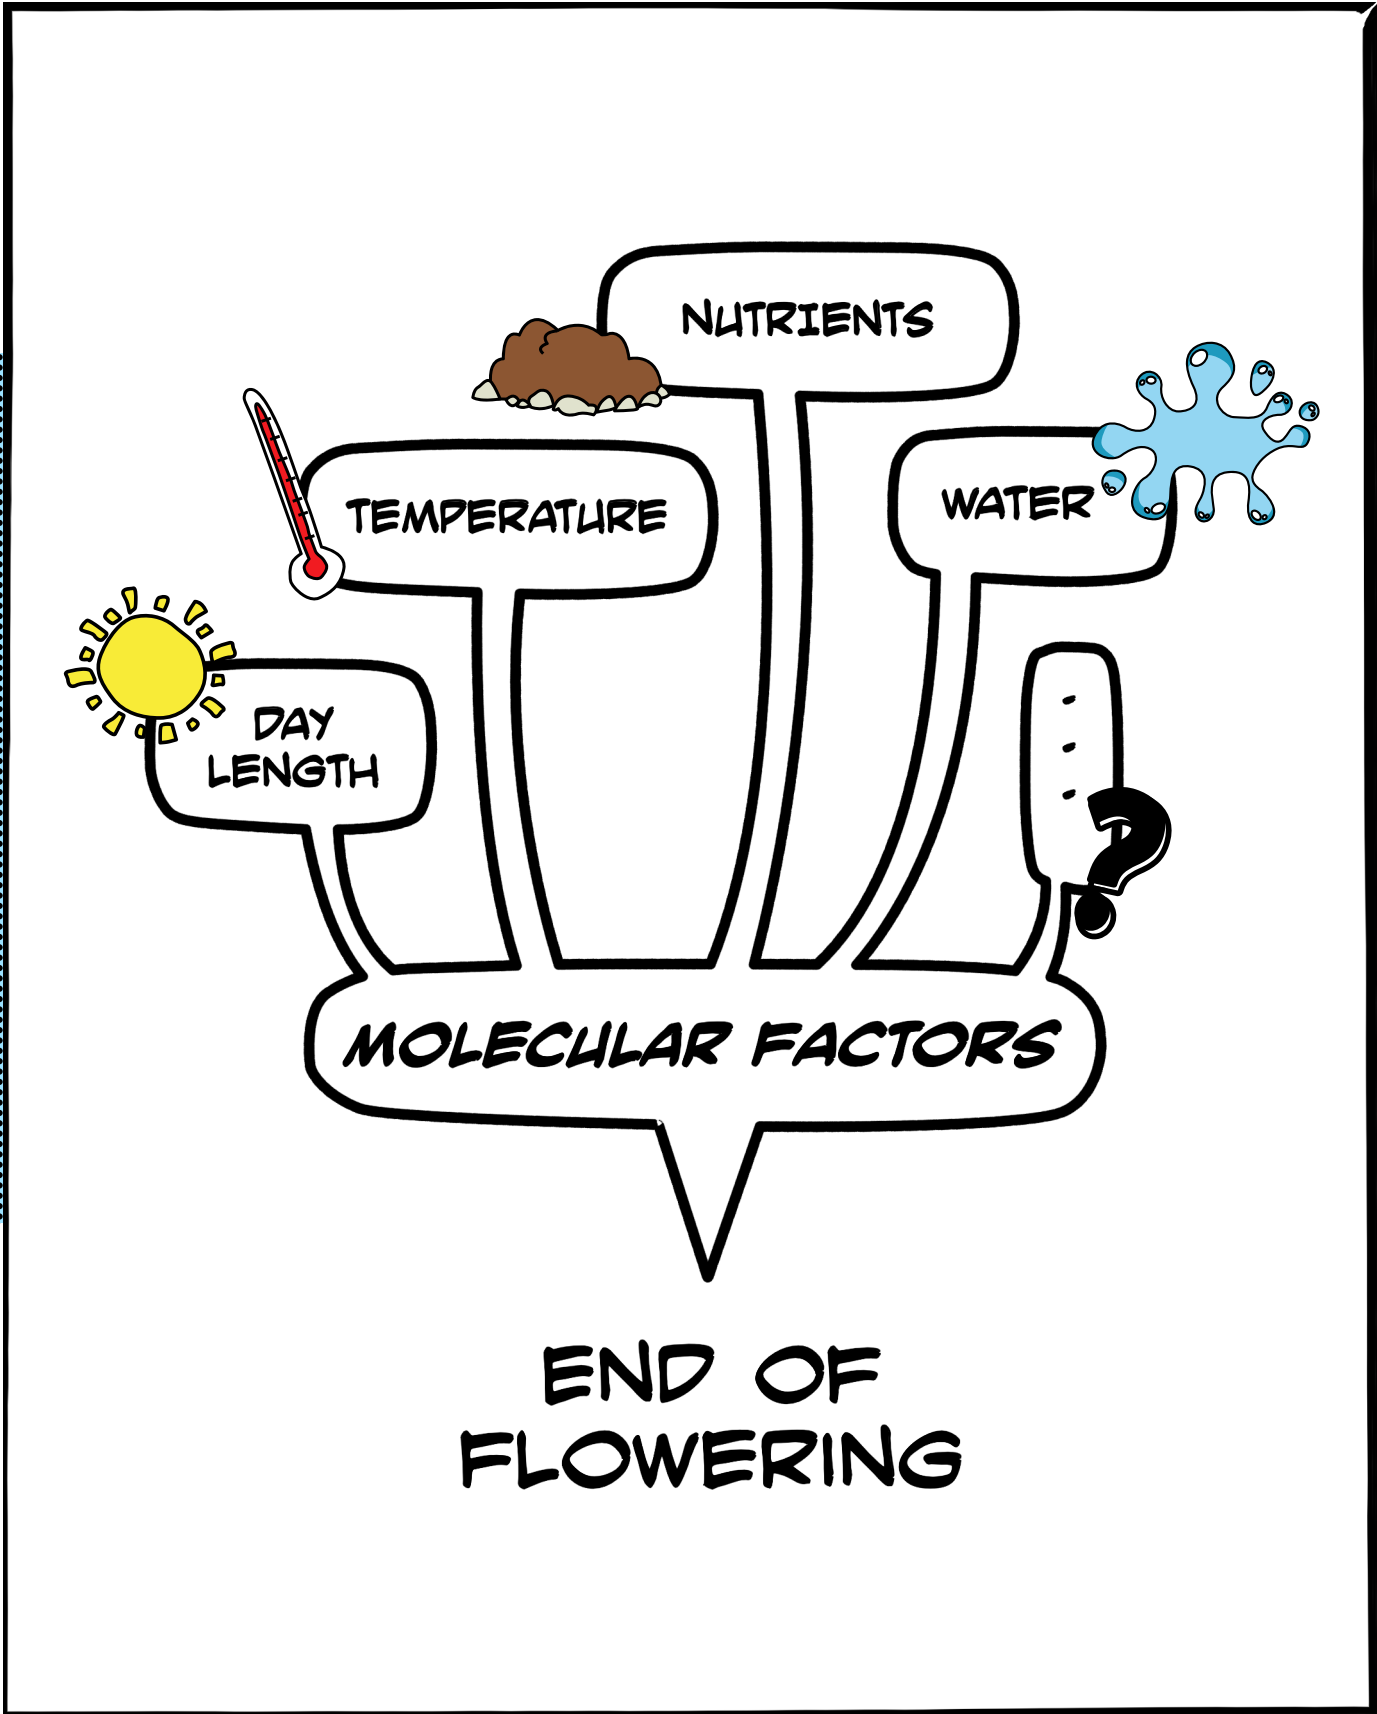 NUTRIENTS
WATER
TEMPERATURE
DAY
LENGTH
...
?
MOLECULAR FACTORS
END OF
FLOWERING